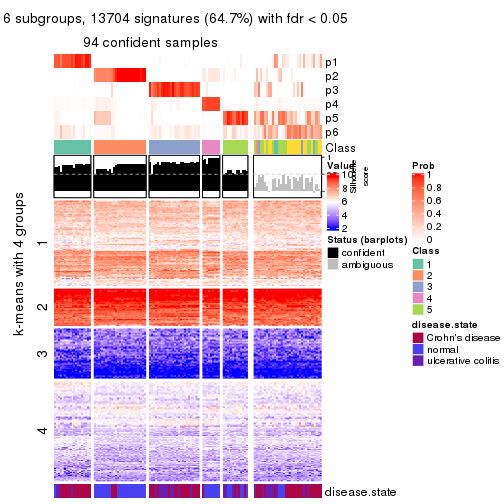 6 subgroups, 13704 signatures (64.7%) with fdr < 0.05
94 confident samples
p1
p2
p3
p4
p5
p6
Class
1
Silhouette
score
k-means with 4 groups
1
2
3
4
disease.state
Value
10
8
6
4
2
Status (barplots)
confident
ambiguous
Prob
1
0.8
0.6
0.4
0.2
0
Class
1
2
3
4
5
disease.state
Crohn's disease
normal
ulcerative colitis